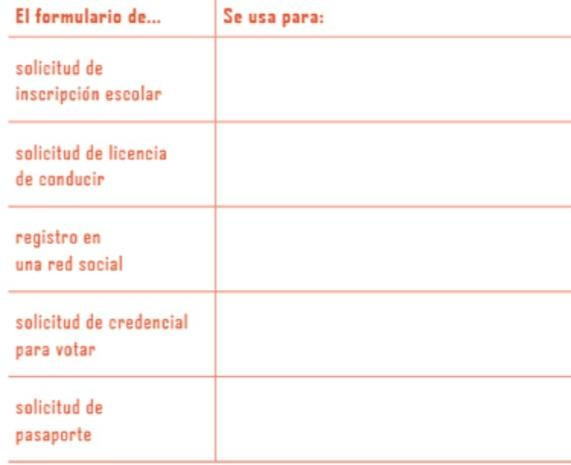 El formulario de... Se usa para:
solicitud de
inscripción escolar
solicitud de licencia
de conducir
registro en
una red social
solicitud de credencial
para votar
solicitud de
pasaporte